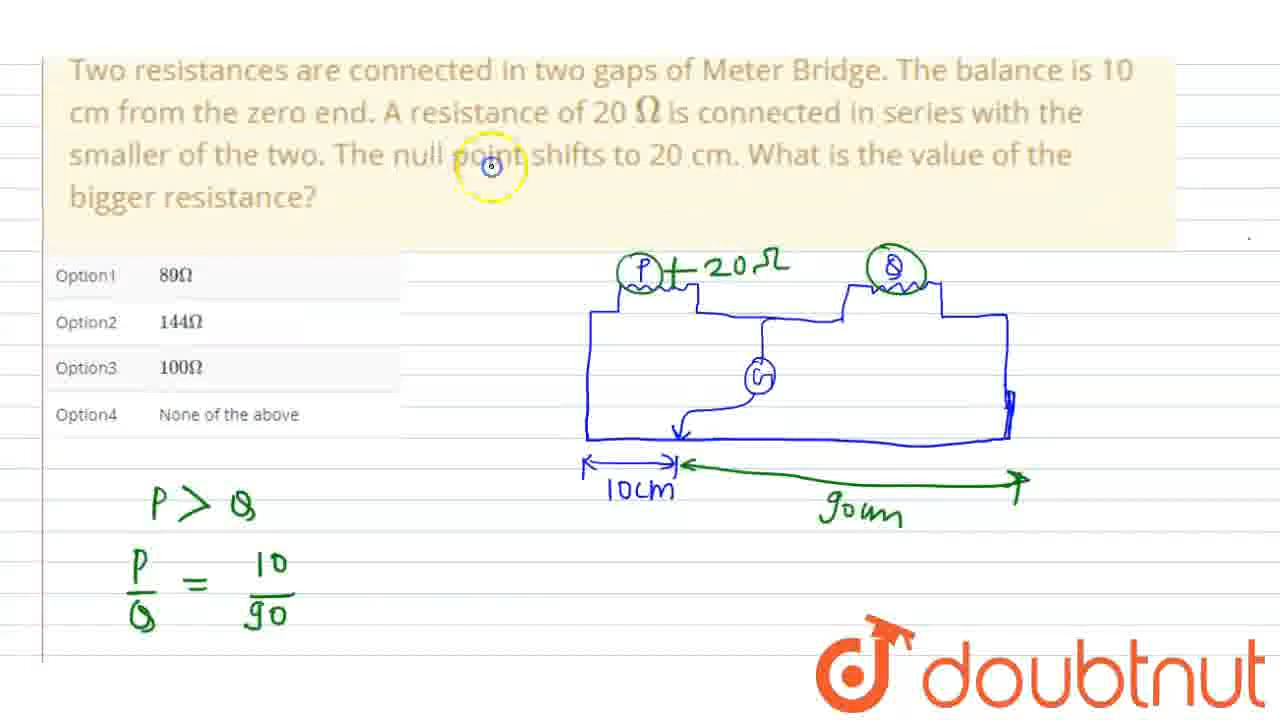 Two resistances are connected in two gaps of Meter Bridge. The balance is 10
cm from the zero end. A resistance of 20 Ω is connected in series with the
smaller of the two. The null point shifts to 20 cm. What is the value of the
bigger resistance?
Option1 89Ω
Option2 144Ω
Option3 100Ω
Option4 None of the above
P + 20 Ω Q
G
10cm
90cm
P > Q
P/Q = 10/90
doubtnut